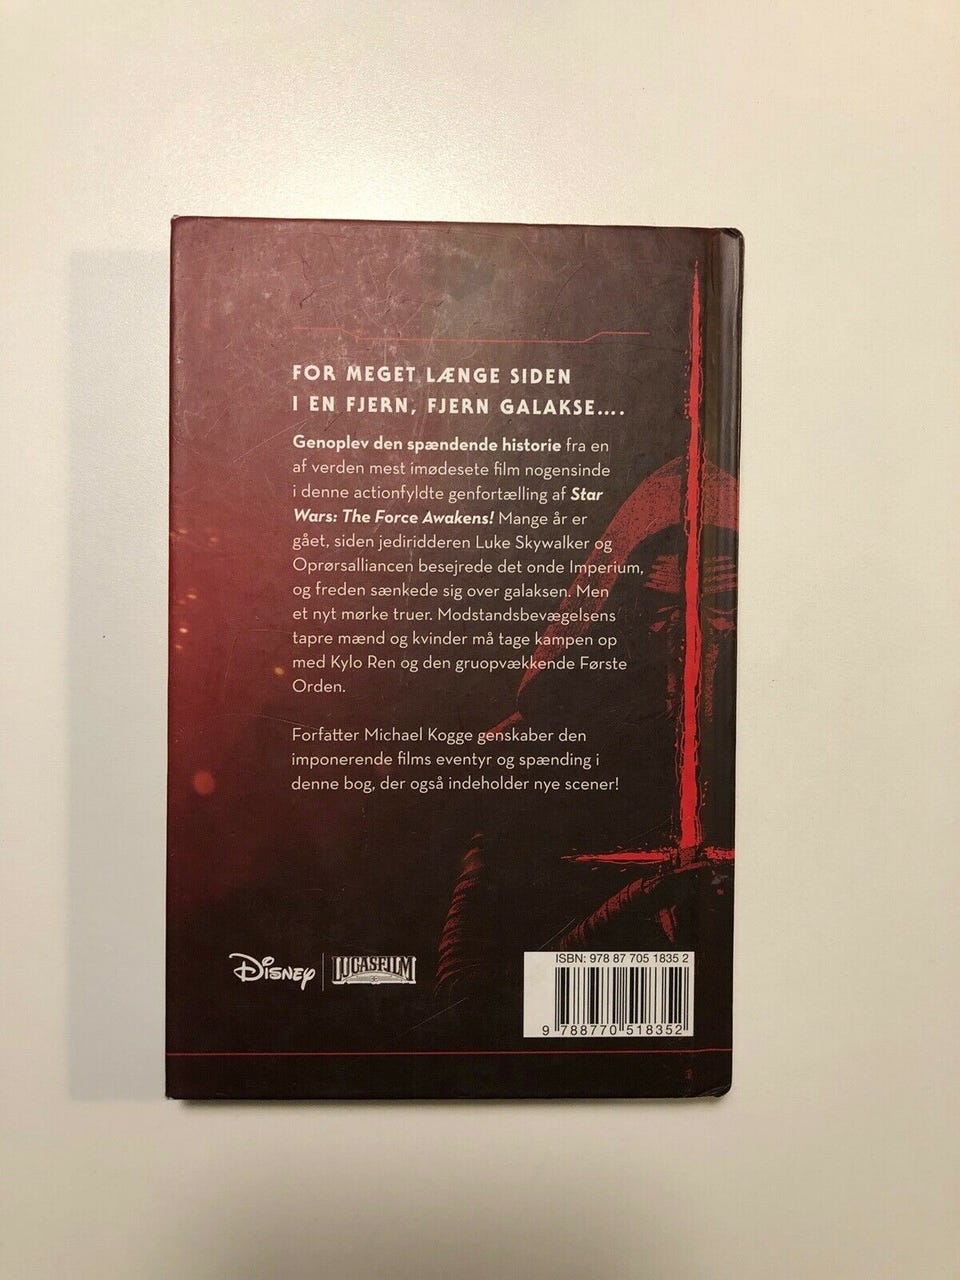 FOR MEGET LÆNGE SIDEN
I EN FJERN, FJERN GALAKSE....
Genoplev den spændende historie fra en
af verden mest imødesete film nogensinde
i denne actionfyldte genfortælling af Star
Wars: The Force Awakens! Mange år er
gået, siden jediridderen Luke Skywalker og
Oprørsalliancen besejrede det onde Imperium,
og freden sænkede sig over galaksen. Men
et nyt mørke truer. Modstandsbevægelsens
tapre mænd og kvinder må tage kampen op
med Kylo Ren og den gruopvækkende Første
Orden.
Forfatter Michael Kogge genskaber den
imponerende films eventyr og spænding i
denne bog, der også indeholder nye scener!
Disney LUCASFILM
ISBN: 978 87 705 1835 2
9 788770 518352